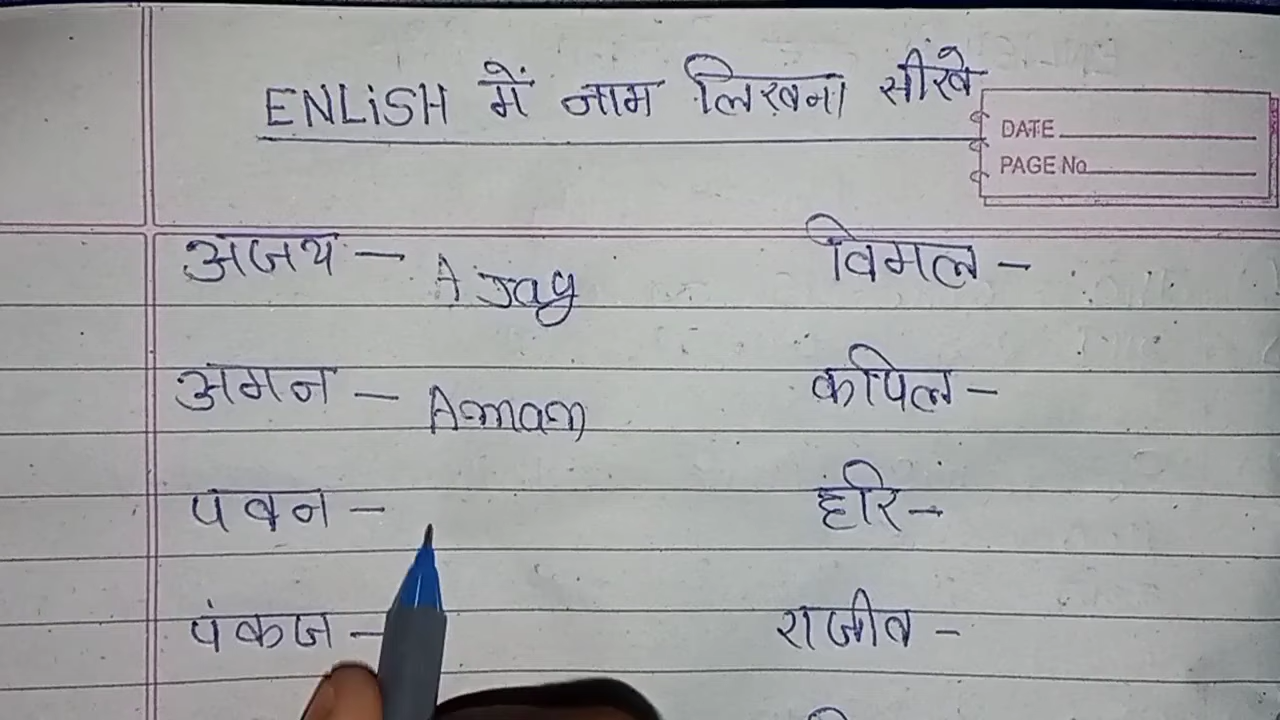 ENLiSH में नाम लिखना सीखे
DATE
PAGE No
अजय – AJay
विमल –
अमन – Aman
कपिल –
पवन –
हरि –
पंकज –
राजीव –